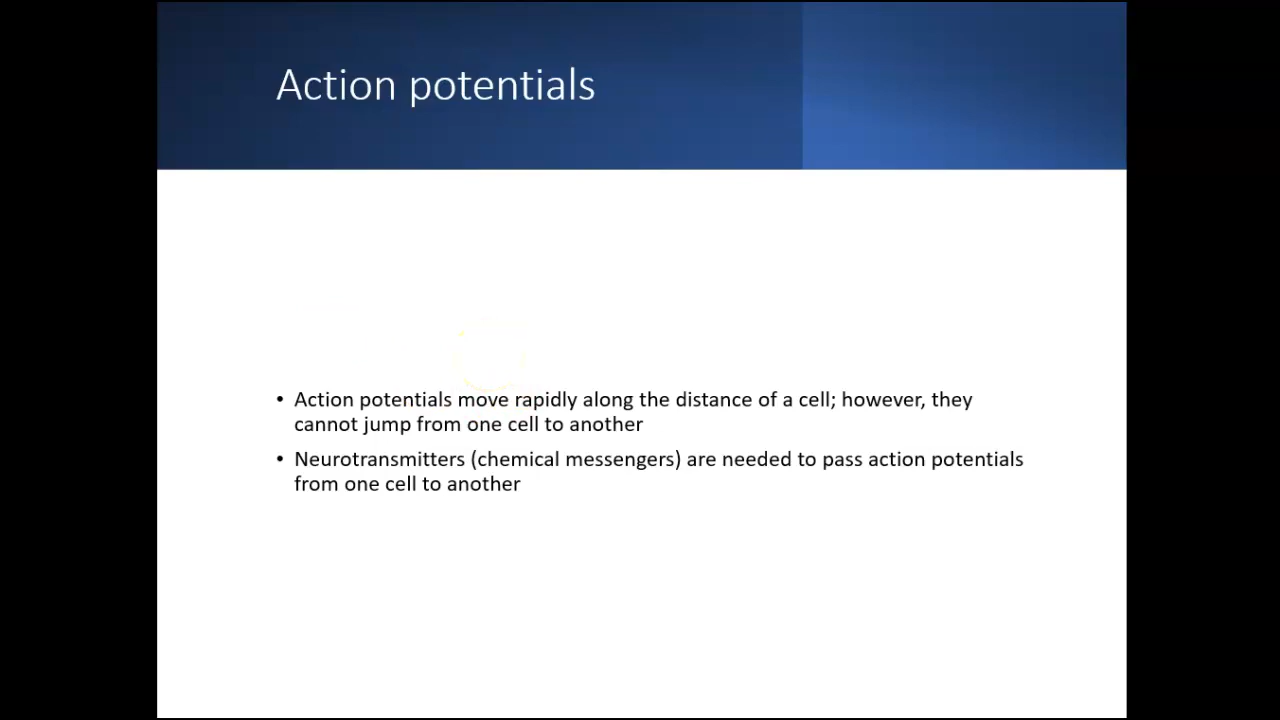 Action potentials
• Action potentials move rapidly along the distance of a cell; however, they
cannot jump from one cell to another
• Neurotransmitters (chemical messengers) are needed to pass action potentials
from one cell to another